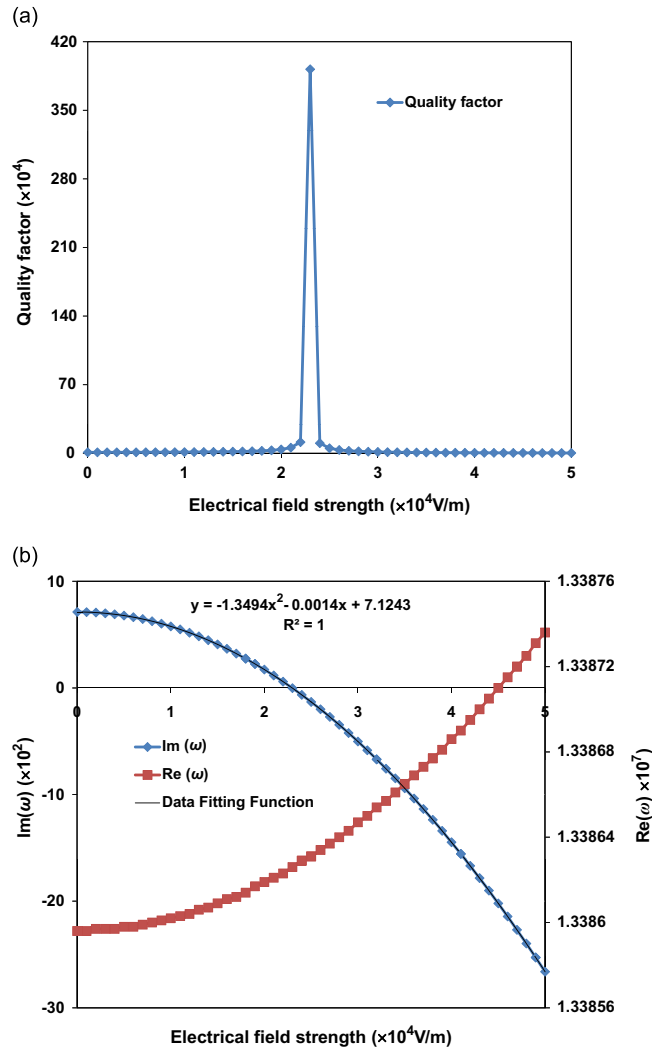 (a)
420
350
280
210
140
70
0
Quality factor (×10⁴)
Quality factor
0 1 2 3 4 5
Electrical field strength (×10⁴V/m)
(b)
10
0
-10
-20
-30
Im(ω) (×10²)
y = -1.3494x² - 0.0014x + 7.1243
R² = 1
0 1 2 3 4 5
Im (ω)
Re (ω)
Data Fitting Function
1.33876
1.33872
1.33868
1.33864
1.3386
1.33856
Re(ω) ×10⁷)
Electrical field strength (×10⁴V/m)